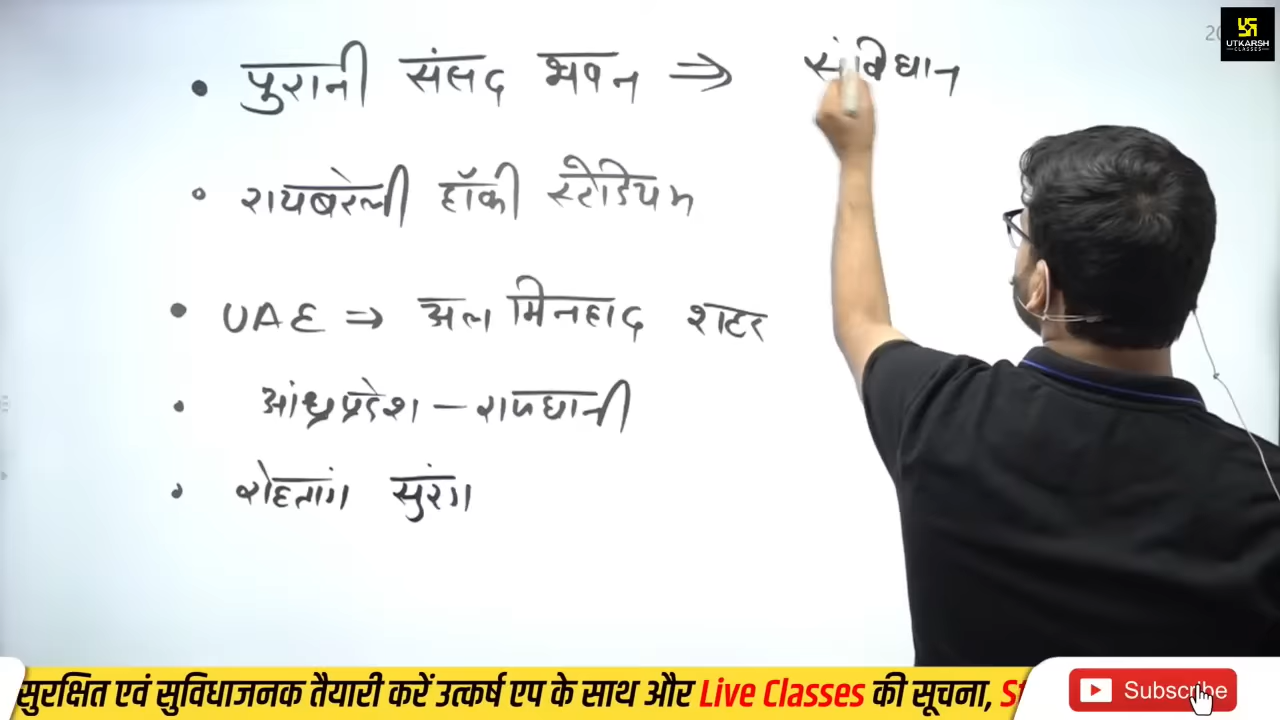 UTKARSH
CLASSES
• पुरानी संसद भवन ⇒ संविधान
• रायबरेली हॉकी स्टेडियम
• UAE ⇒ अल मिनहाद शहर
• आंध्रप्रदेश – राजधानी
• रोहतांग सुरंग
सुरक्षित एवं सुविधाजनक तैयारी करें उत्कर्ष एप के साथ और Live Classes की सूचना,
Subscribe